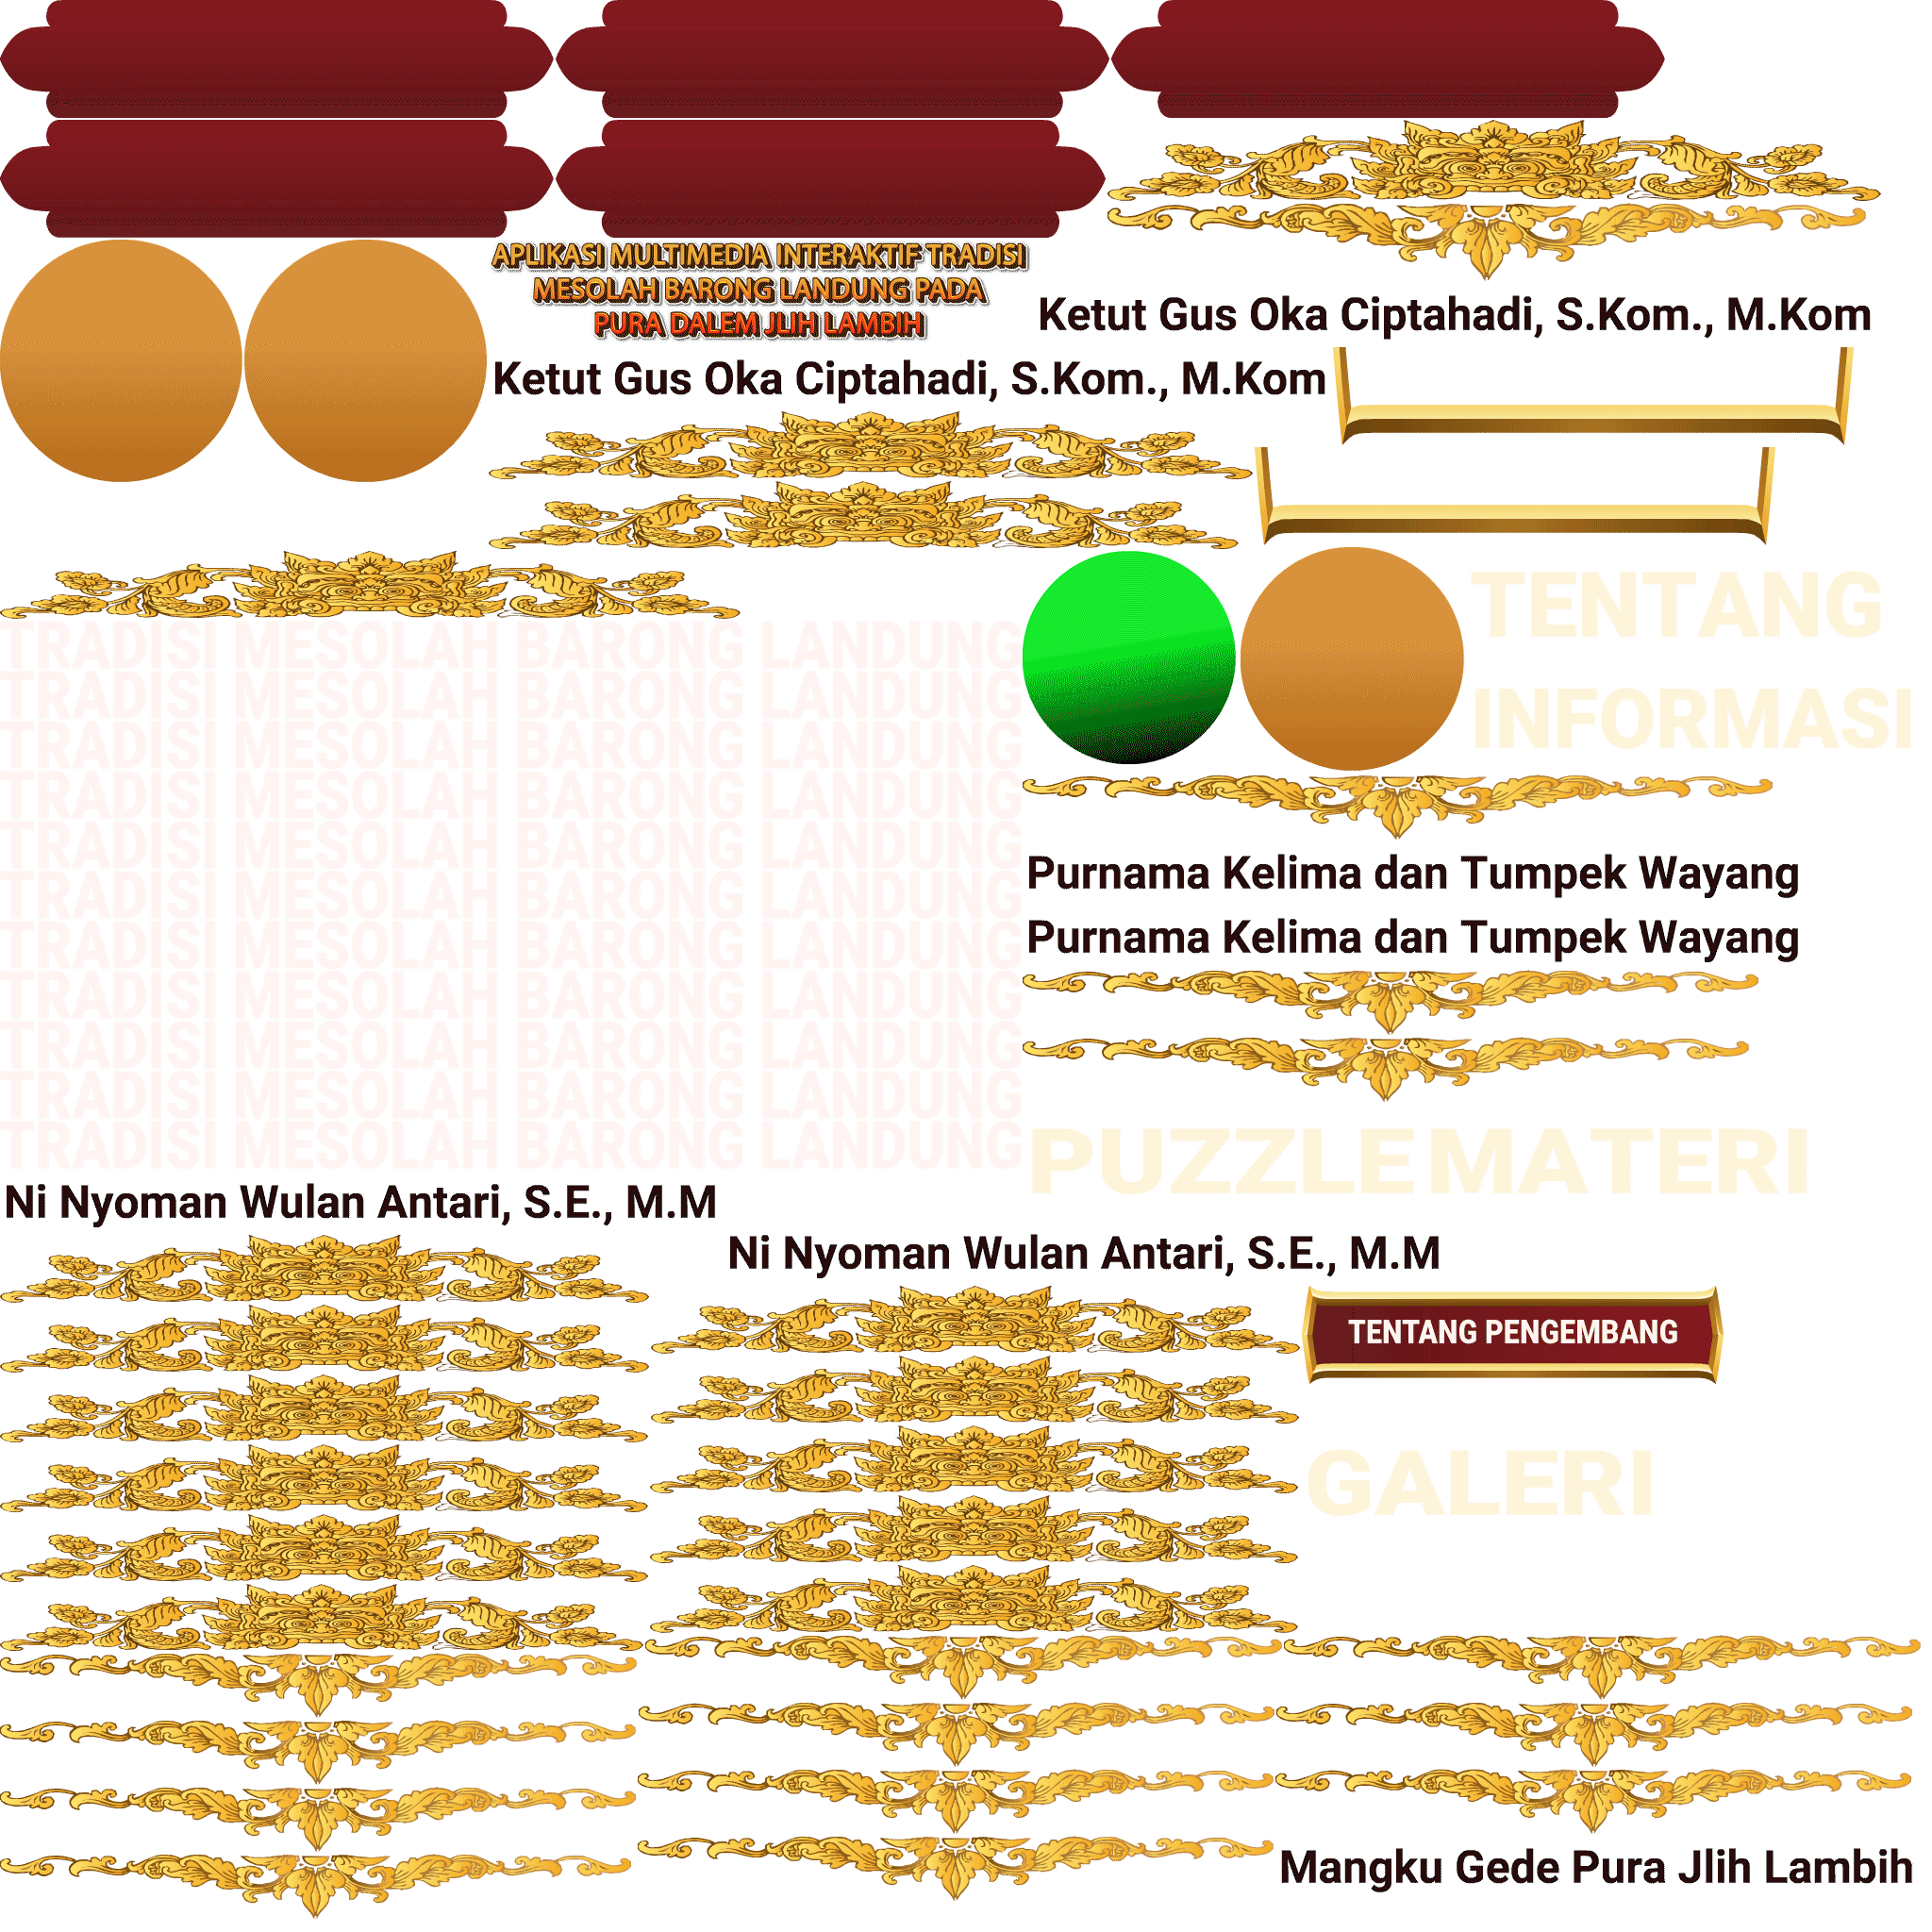 APLIKASI MULTIMEDIA INTERAKTIF TRADISI
MESOLAH BARONG LANDUNG PADA
PURA DALEM JLIH LAMBIH
Ketut Gus Oka Ciptahadi, S.Kom., M.Kom
Ketut Gus Oka Ciptahadi, S.Kom., M.Kom
TENTANG
INFORMASI
TRADISI MESOLAH BARONG LANDUNG
TRADISI MESOLAH BARONG LANDUNG
TRADISI MESOLAH BARONG LANDUNG
TRADISI MESOLAH BARONG LANDUNG
TRADISI MESOLAH BARONG LANDUNG
TRADISI MESOLAH BARONG LANDUNG
TRADISI MESOLAH BARONG LANDUNG
TRADISI MESOLAH BARONG LANDUNG
TRADISI MESOLAH BARONG LANDUNG
TRADISI MESOLAH BARONG LANDUNG
TRADISI MESOLAH BARONG LANDUNG
Purnama Kelima dan Tumpek Wayang
Purnama Kelima dan Tumpek Wayang
PUZZLE MATERI
Ni Nyoman Wulan Antari, S.E., M.M
Ni Nyoman Wulan Antari, S.E., M.M
TENTANG PENGEMBANG
GALERI
Mangku Gede Pura Jlih Lambih